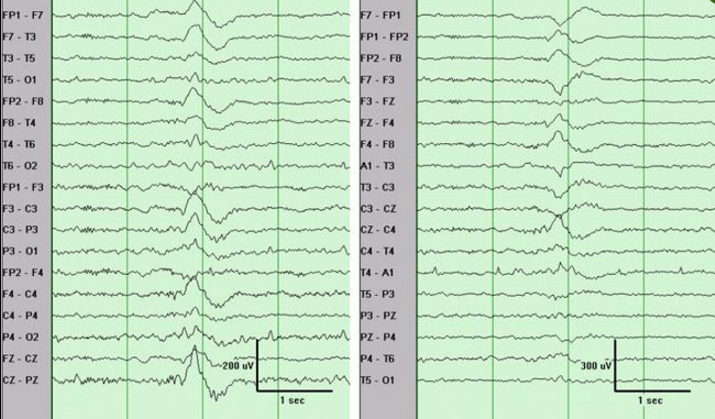 FP1 - F7
F7 - T3
T3 - T5
T5 - O1
FP2 - F8
F8 - T4
T4 - T6
T6 - O2
FP1 - F3
F3 - C3
C3 - P3
P3 - O1
FP2 - F4
F4 - C4
C4 - P4
P4 - O2
FZ - CZ
CZ - PZ
200 uV
1 sec
F7 - FP1
FP1 - FP2
FP2 - F8
F7 - F3
F3 - FZ
FZ - F4
F4 - F8
A1 - T3
T3 - C3
C3 - CZ
CZ - C4
C4 - T4
T4 - A1
T5 - P3
P3 - PZ
PZ - P4
P4 - T6
T5 - O1
300 uV
1 sec